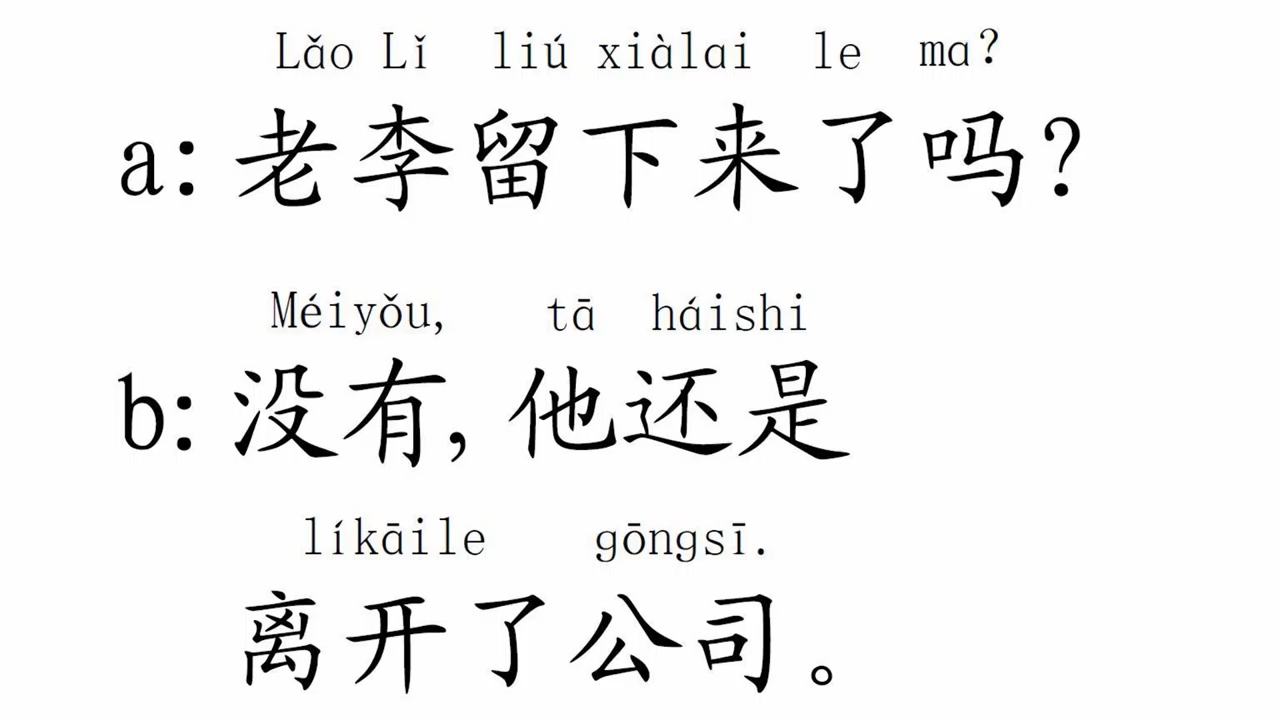 Lǎo Lǐ liú xiàlai le ma?
a: 老李留下来了吗?
Méiyǒu, tā háishi
b: 没有, 他还是
líkāile gōngsī.
离开了公司。